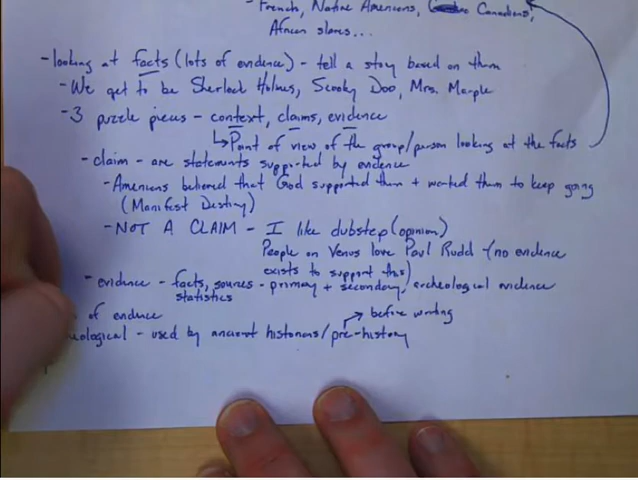 French, Native Americans, Canadians,
African slaves...
-looking at facts (lots of evidence) - tell a story based on them
-We get to be Sherlock Holmes, Scooby Doo, Mrs. Marple
-3 puzzle pieces - context, claims, evidence
↳Point of view of the group/person looking at the facts
-claim - are statements supported by evidence
-Americans believed that God supported them + wanted them to keep going
(Manifest Destiny)
-NOT A CLAIM - I like dubstep (opinion)
People on Venus love Paul Rudd -(no evidence
exists to support this)
-evidence - facts, sources - primary + secondary, archeological evidence
statistics
of evidence
→ before writing
eological - used by ancient historians/pre-history